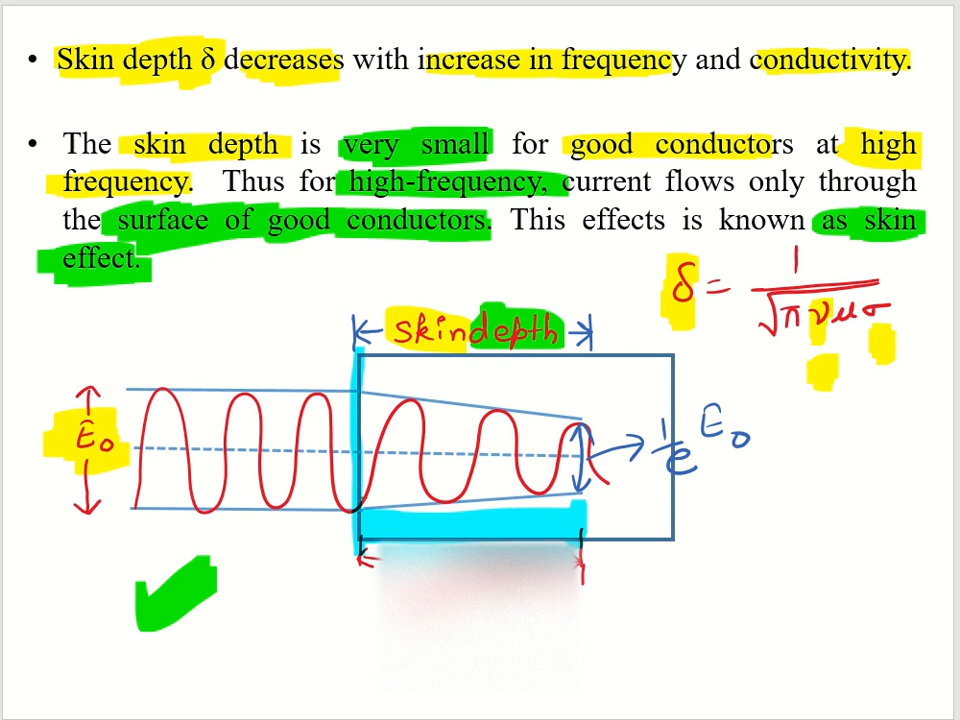 • Skin depth δ decreases with increase in frequency and conductivity.
• The skin depth is very small for good conductors at high
frequency. Thus for high-frequency, current flows only through
the surface of good conductors. This effects is known as skin
effect.
δ = 1/√πνμσ
skin depth
E₀
1/e E₀